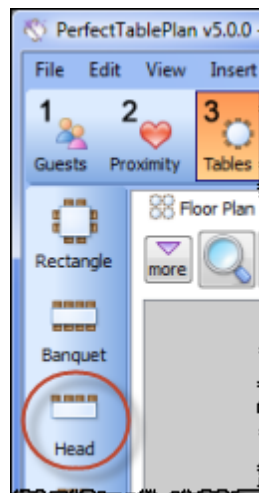 PerfectTablePlan v5.0.0
File Edit View Insert
1 2 3
Guests Proximity Tables
Floor Plan
Rectangle
more
Banquet
Head